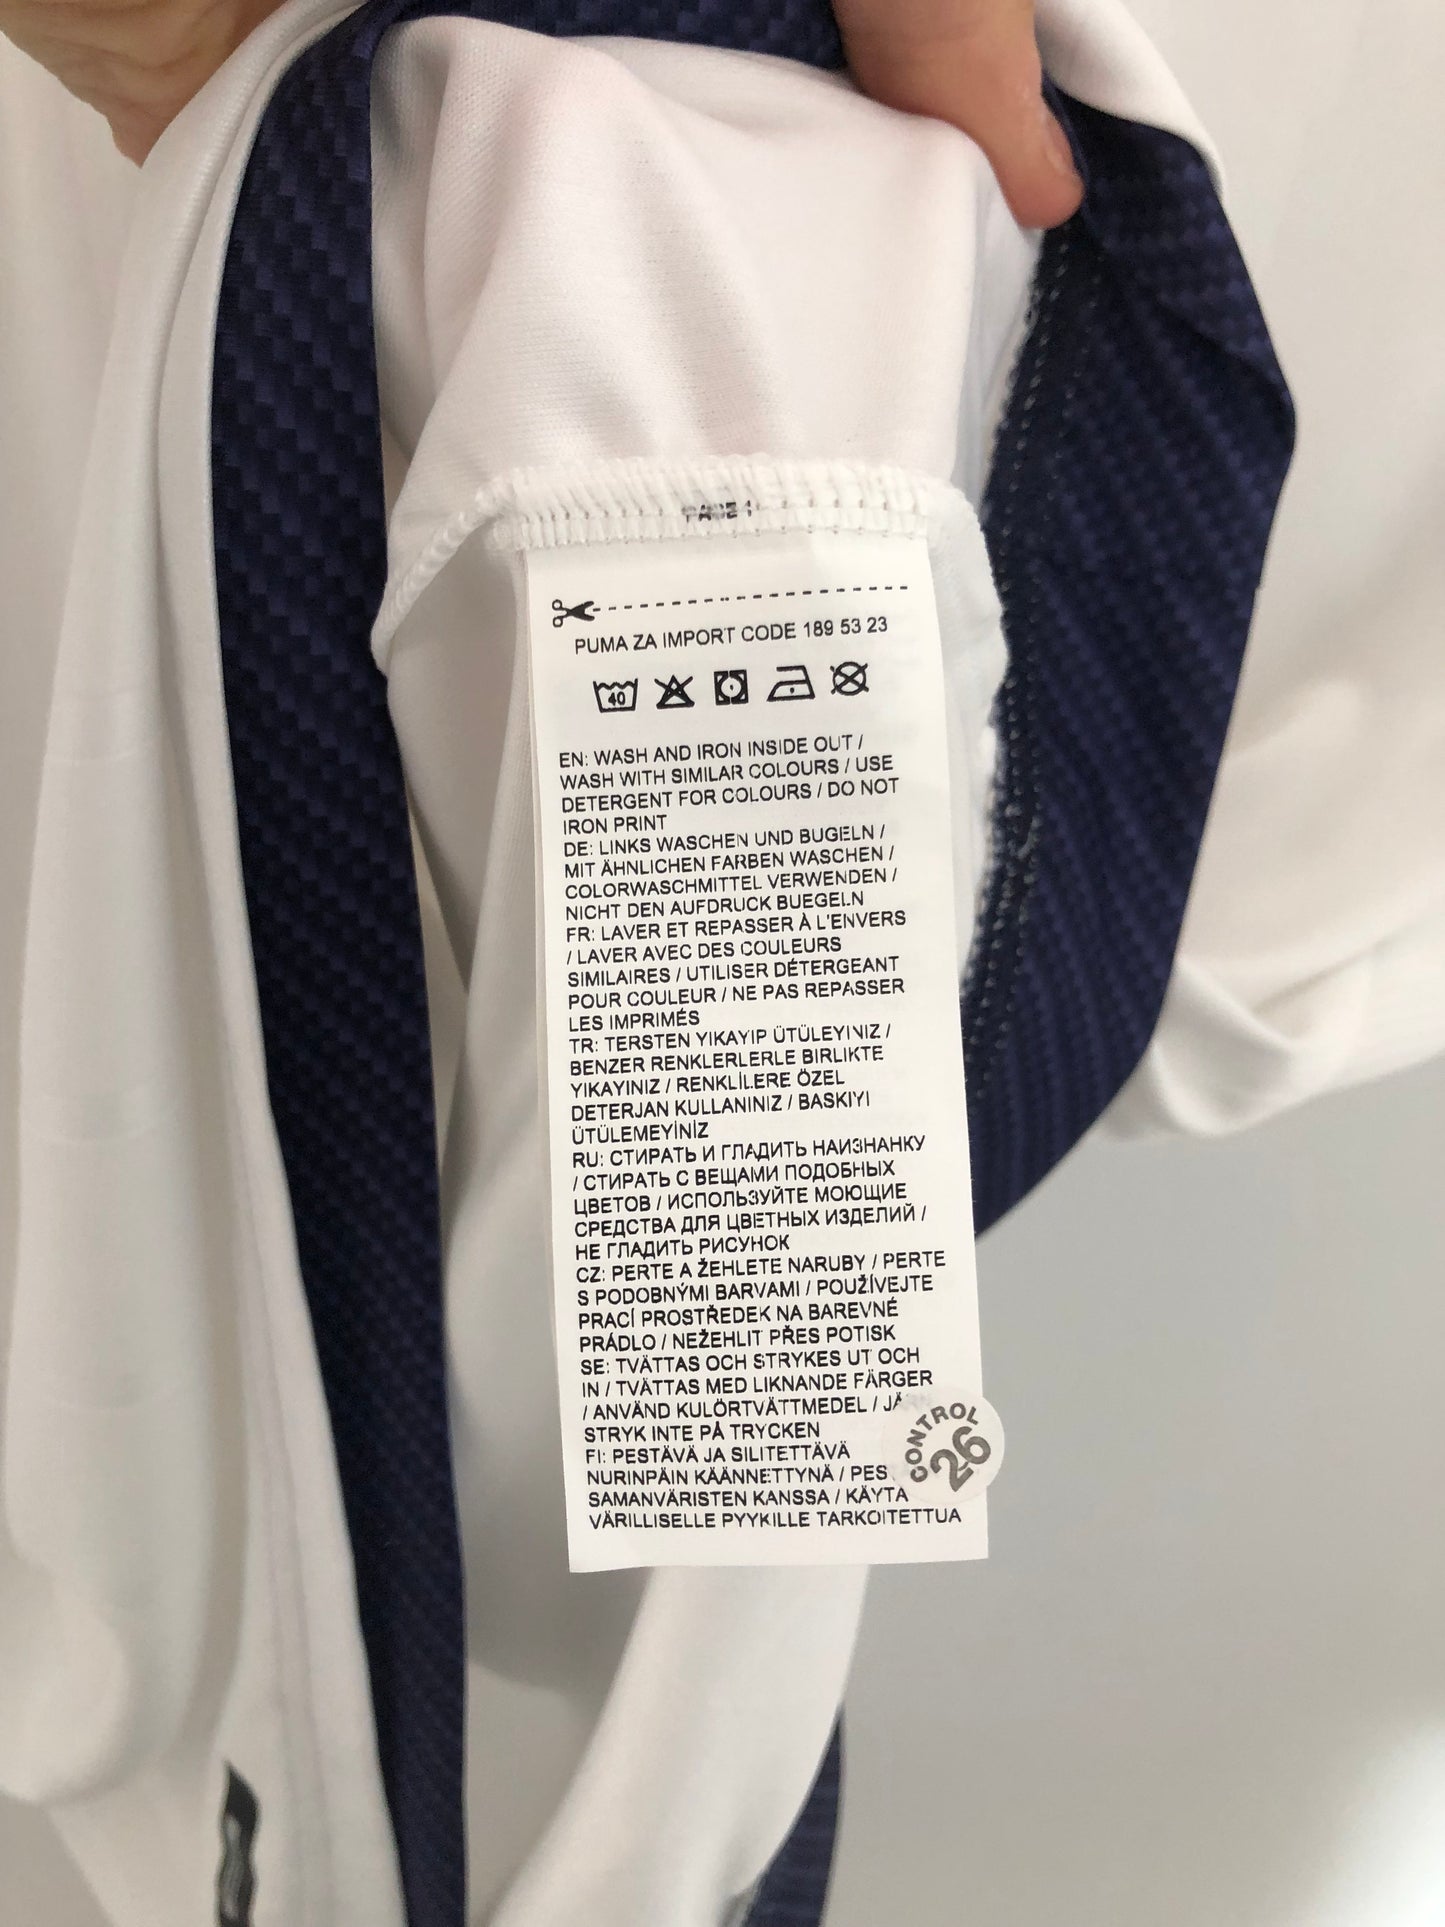 PAGE 1
PUMA ZA IMPORT CODE 189 53 23
40
EN: WASH AND IRON INSIDE OUT /
WASH WITH SIMILAR COLOURS / USE
DETERGENT FOR COLOURS / DO NOT
IRON PRINT
DE: LINKS WASCHEN UND BUGELN /
MIT ÄHNLICHEN FARBEN WASCHEN /
COLORWASCHMITTEL VERWENDEN /
NICHT DEN AUFDRUCK BUEGELN
FR: LAVER ET REPASSER À L'ENVERS
/ LAVER AVEC DES COULEURS
SIMILAIRES / UTILISER DÉTERGEANT
POUR COULEUR / NE PAS REPASSER
LES IMPRIMÉS
TR: TERSTEN YIKAYIP ÜTÜLEYINIZ /
BENZER RENKLERLERLE BIRLIKTE
YIKAYINIZ / RENKLİLERE ÖZEL
DETERJAN KULLANINIZ / BASKIYI
ÜTÜLEMEYİNİZ
RU: СТИРАТЬ И ГЛАДИТЬ НАИЗНАНКУ
/ СТИРАТЬ С ВЕЩАМИ ПОДОБНЫХ
ЦВЕТОВ / ИСПОЛЬЗУЙТЕ МОЮЩИЕ
СРЕДСТВА ДЛЯ ЦВЕТНЫХ ИЗДЕЛИЙ /
НЕ ГЛАДИТЬ РИСУНОК
CZ: PERTE A ŽEHLETE NARUBY / PERTE
S PODOBNÝMI BARVAMI / POUŽÍVEJTE
PRACÍ PROSTŘEDEK NA BAREVNÉ
PRÁDLO / NEŽEHLIT PŘES POTISK
SE: TVÄTTAS OCH STRYKES UT OCH
IN / TVÄTTAS MED LIKNANDE FÄRGER
/ ANVÄND KULÖRTVÄTTMEDEL /
STRYK INTE PÅ TRYCKEN
FI: PESTÄVÄ JA SILITETTÄVÄ
NURINPÄIN KÄÄNNETTYNÄ /
SAMANVÄRISTEN KANSSA / KÄYTÄ
VÄRILLISELLE PYYKILLE TARKOITETTUA
CONTROL
26